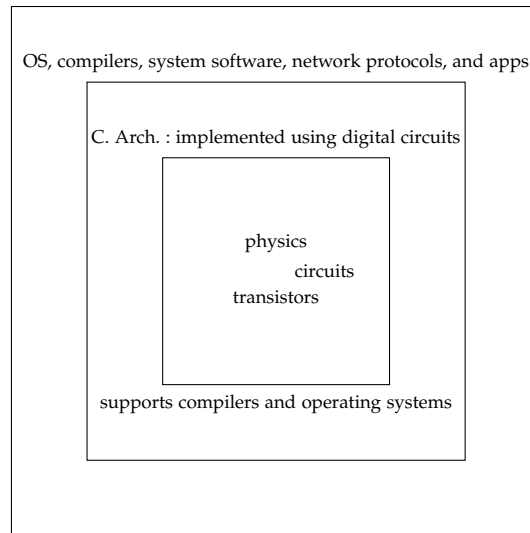 OS, compilers, system software, network protocols, and apps
C. Arch. : implemented using digital circuits
physics
circuits
transistors
supports compilers and operating systems